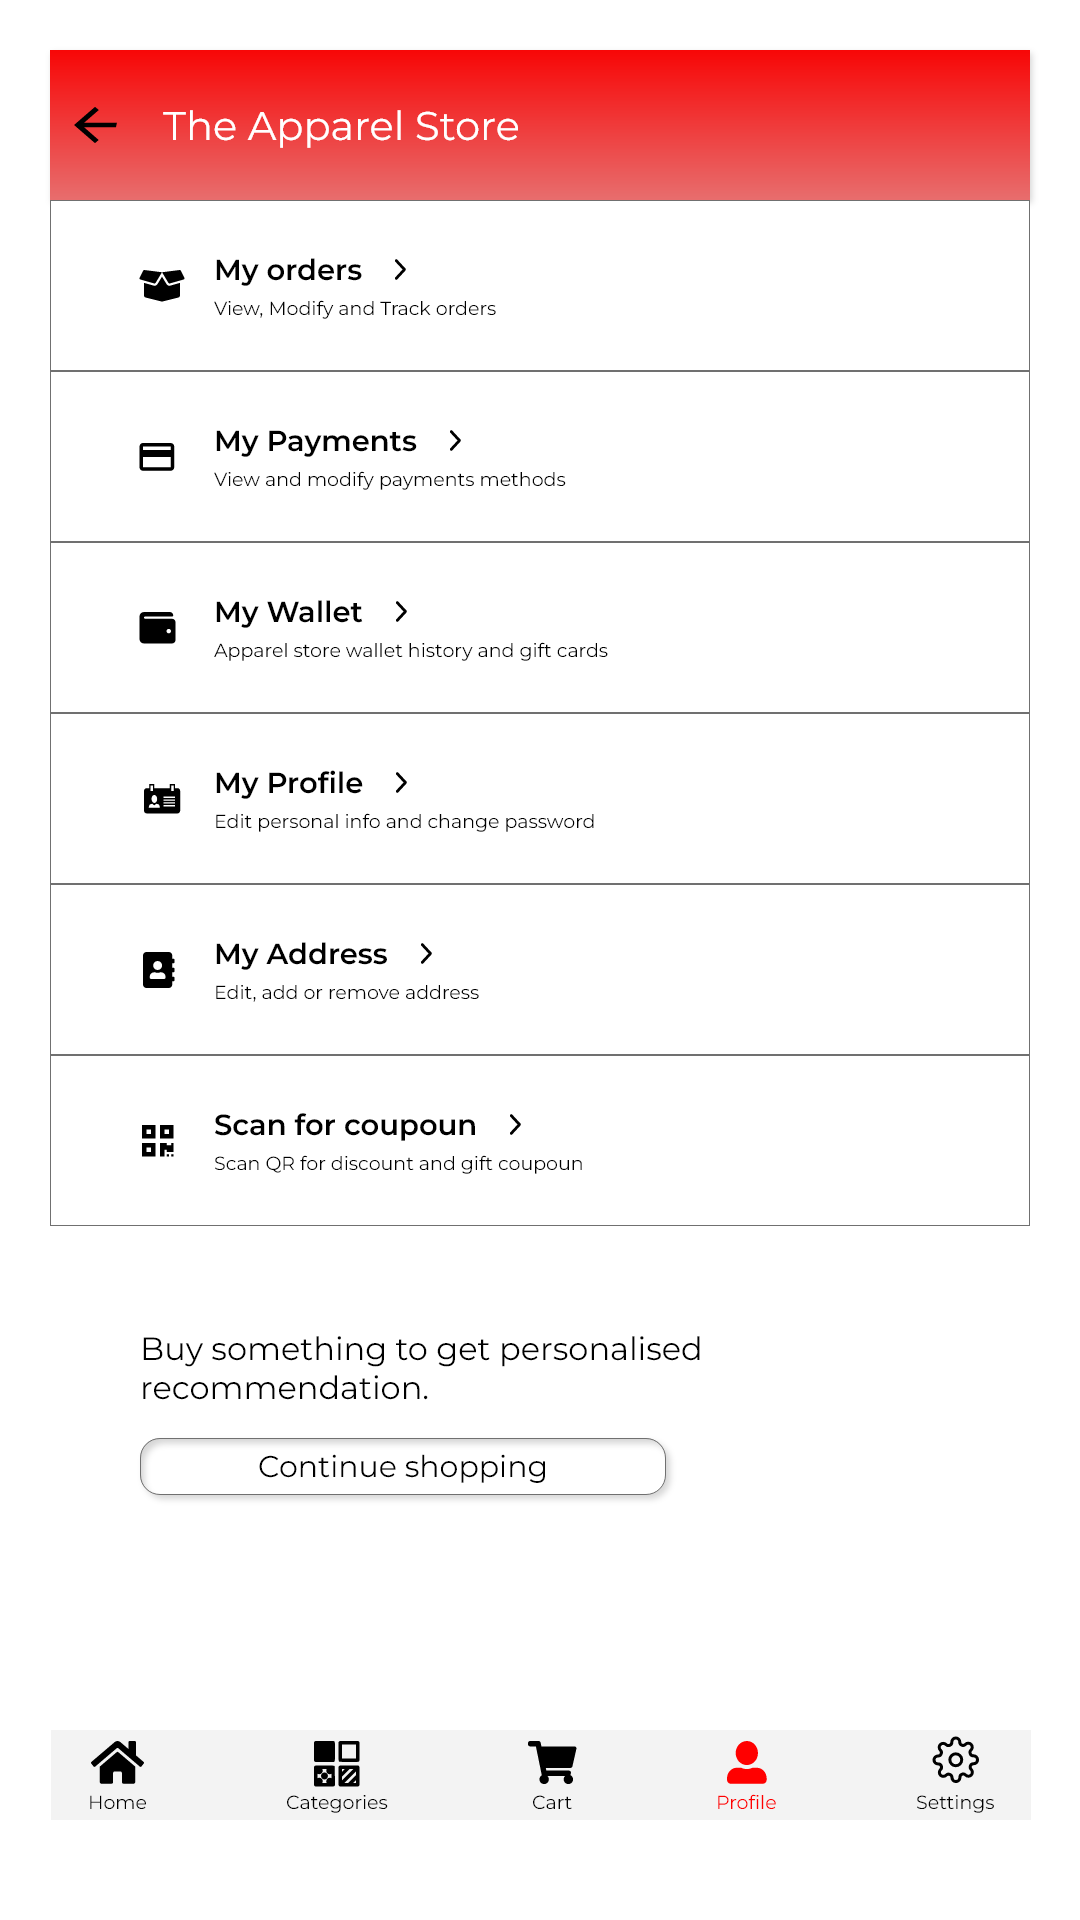 The Apparel Store
My orders
View, Modify and Track orders
My Payments
View and modify payments methods
My Wallet
Apparel store wallet history and gift cards
My Profile
Edit personal info and change password
My Address
Edit, add or remove address
Scan for coupoun
Scan QR for discount and gift coupoun
Buy something to get personalised
recommendation.
Continue shopping
Home
Categories
Cart
Profile
Settings